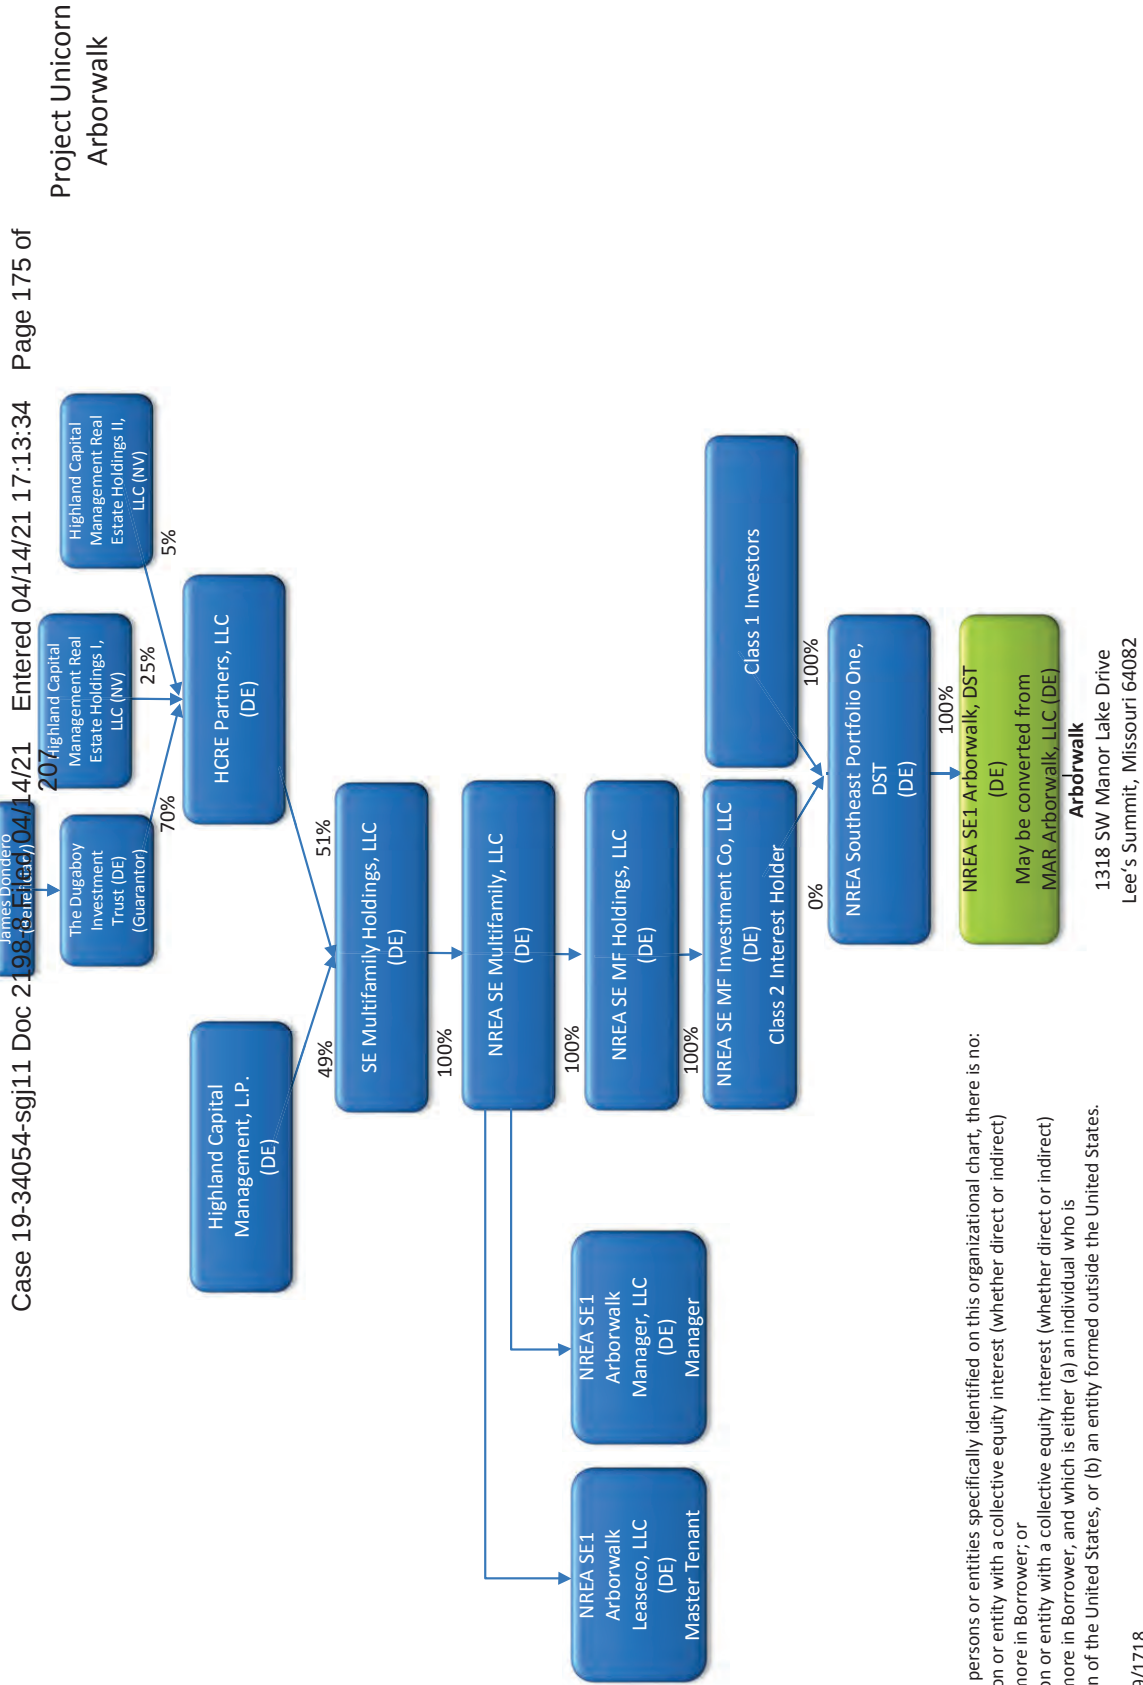 Case 19-34054-sgj11 Doc 2198-8 Filed 04/14/21 Entered 04/14/21 17:13:34 Page 175 of
207
Project Unicorn
Arborwalk
James Dondero
The Dugaboy
Investment
Trust (DE)
(Guarantor)
Highland Capital
Management Real
Estate Holdings I,
LLC (NV)
Highland Capital
Management Real
Estate Holdings II,
LLC (NV)
70%
25%
5%
Highland Capital
Management, L.P.
(DE)
HCRE Partners, LLC
(DE)
49%
51%
SE Multifamily Holdings, LLC
(DE)
100%
NREA SE Multifamily, LLC
(DE)
100%
NREA SE1
Arborwalk
Leaseco, LLC
(DE)
Master Tenant
NREA SE1
Arborwalk
Manager, LLC
(DE)
Manager
NREA SE MF Holdings, LLC
(DE)
100%
NREA SE MF Investment Co, LLC
(DE)
Class 2 Interest Holder
Class 1 Investors
0%
100%
NREA Southeast Portfolio One,
DST
(DE)
100%
NREA SE1 Arborwalk, DST
(DE)
May be converted from
MAR Arborwalk, LLC (DE)
Arborwalk
1318 SW Manor Lake Drive
Lee's Summit, Missouri 64082
persons or entities specifically identified on this organizational chart, there is no:
on or entity with a collective equity interest (whether direct or indirect)
more in Borrower; or
on or entity with a collective equity interest (whether direct or indirect)
more in Borrower, and which is either (a) an individual who is
n of the United States, or (b) an entity formed outside the United States.
9/1718